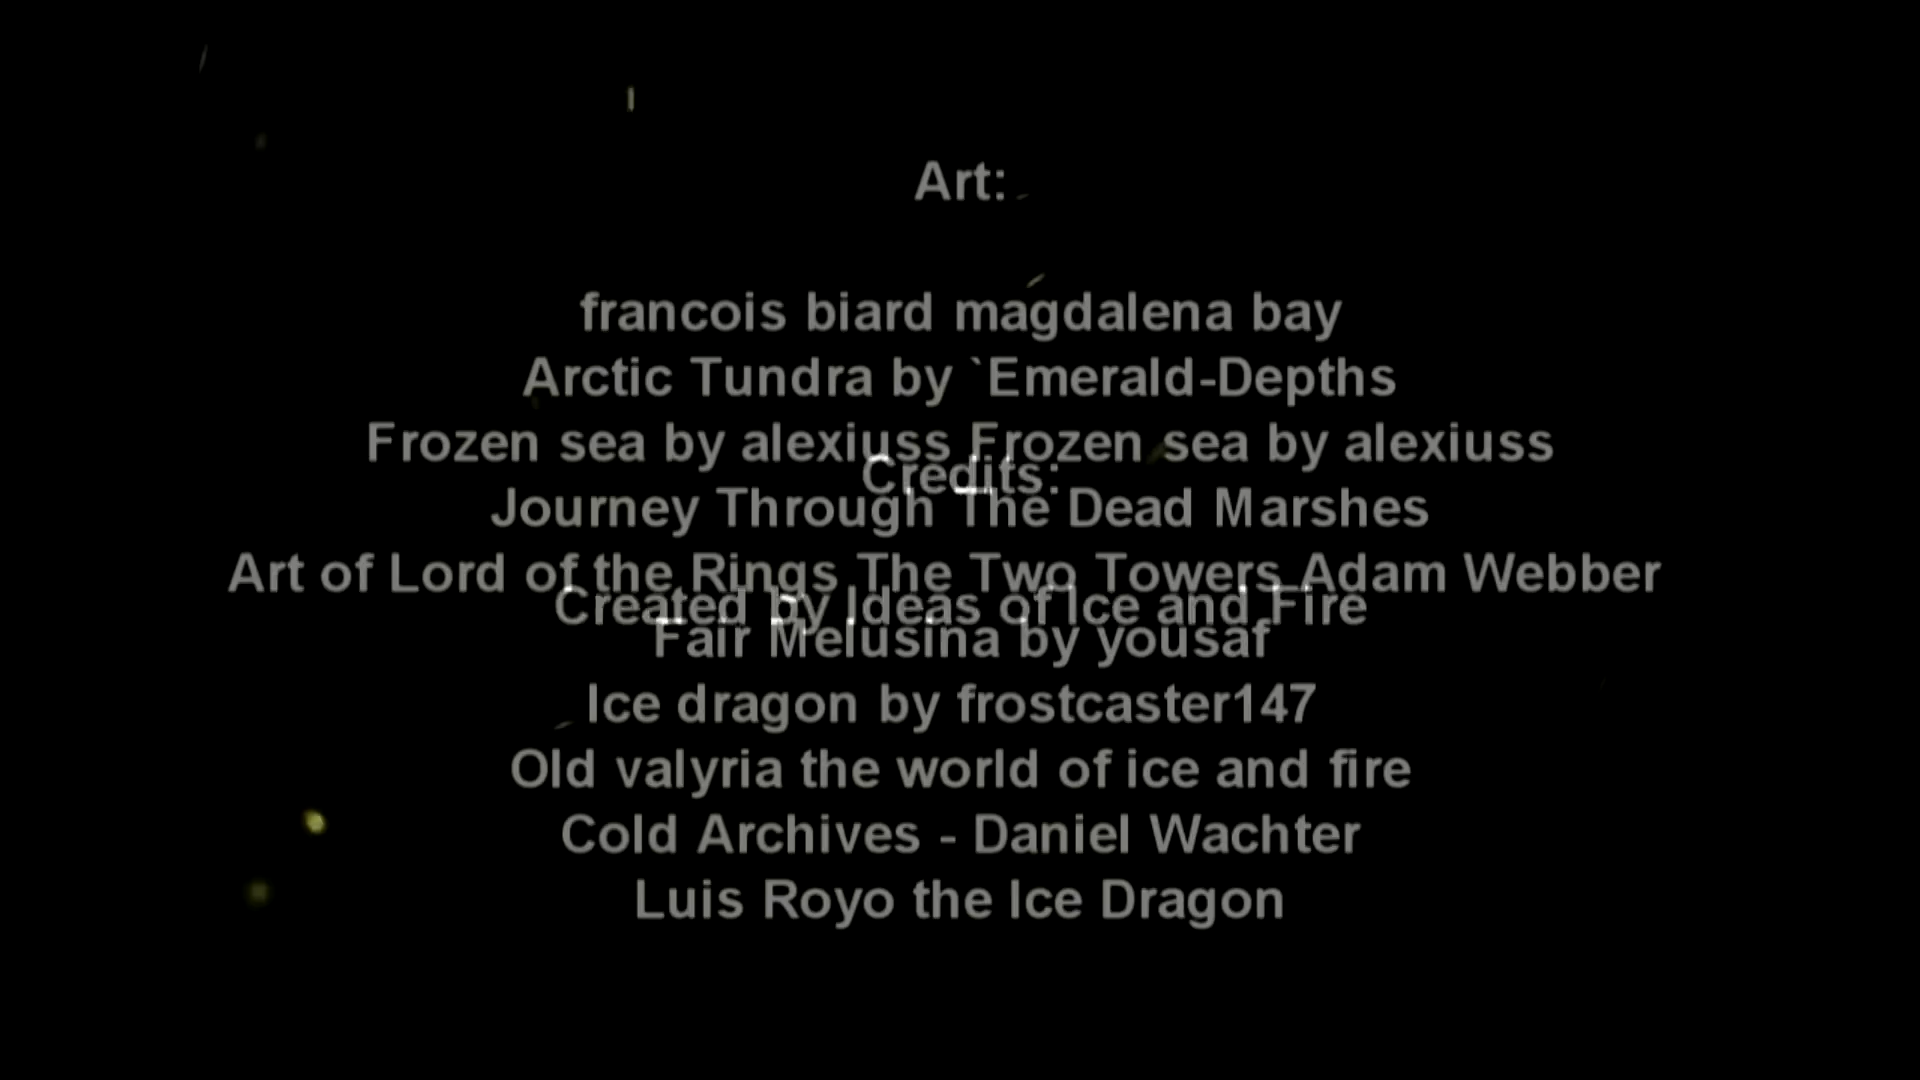 Art:
francois biard magdalena bay
Arctic Tundra by `Emerald-Depths
Frozen sea by alexiuss Frozen sea by alexiuss
Credits:
Journey Through The Dead Marshes
Art of Lord of the Rings The Two Towers Adam Webber
Created by Ideas of Ice and Fire
Fair Melusina by yousaf
Ice dragon by frostcaster147
Old valyria the world of ice and fire
Cold Archives - Daniel Wachter
Luis Royo the Ice Dragon